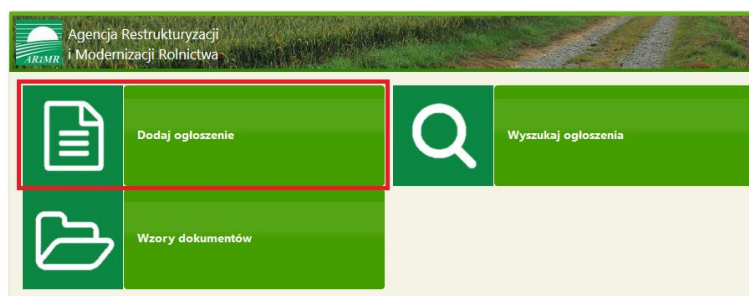 Agencja Restrukturyzacji
i Modernizacji Rolnictwa
ARiMR
Dodaj ogłoszenie
Wyszukaj ogłoszenia
Wzory dokumentów